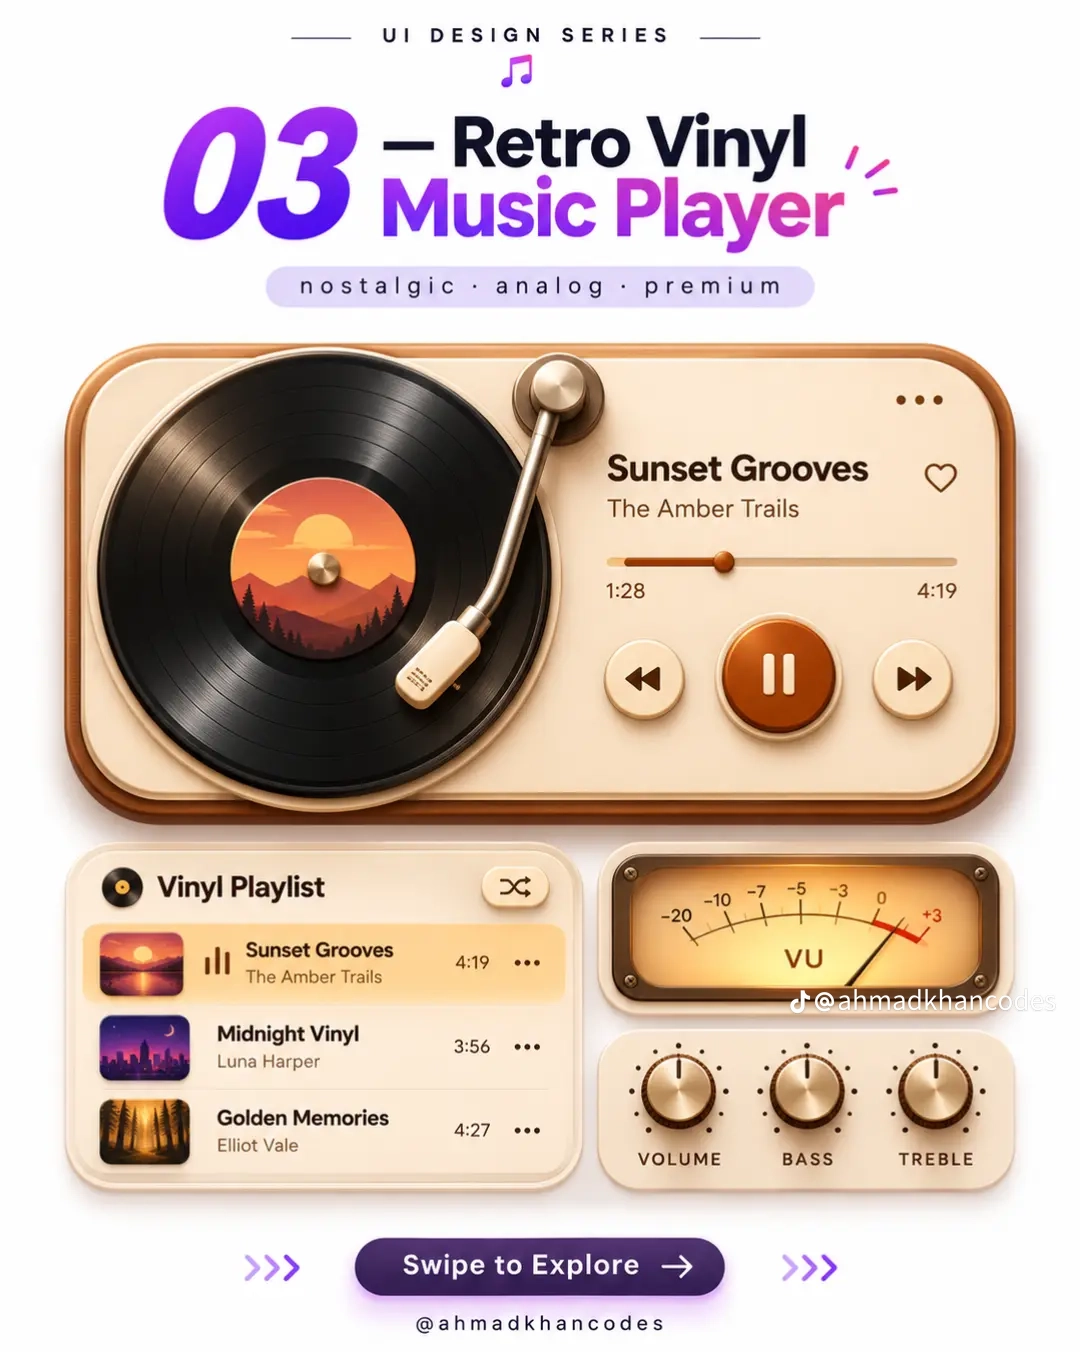 UI DESIGN SERIES
03 — Retro Vinyl
Music Player
nostalgic · analog · premium
Sunset Grooves
The Amber Trails
1:28
4:19
Vinyl Playlist
Sunset Grooves
The Amber Trails
4:19
Midnight Vinyl
Luna Harper
3:56
Golden Memories
Elliot Vale
4:27
−20 −10 −7 −5 −3 0 +3
VU
@ahmadkhancodes
VOLUME BASS TREBLE
Swipe to Explore →
@ahmadkhancodes